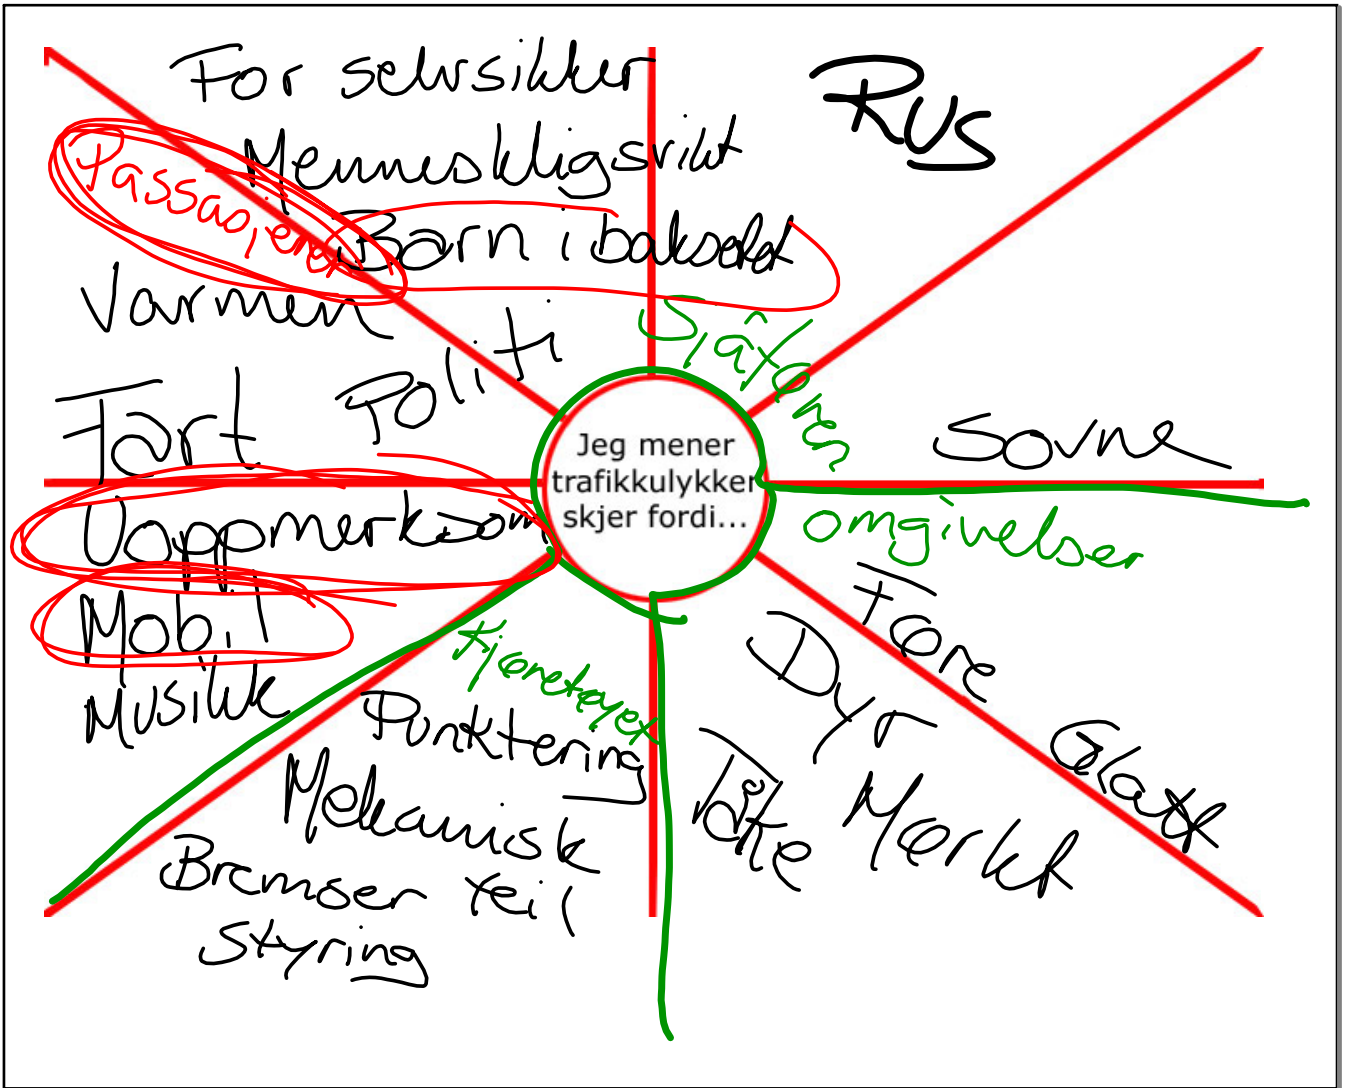 For selvsikker
RUS
Menneskligsvikt
Passasjerer
Barn i baksetet
Varmen
Politi
Sjåføren
Fart
Sovne
Jeg mener
trafikkulykker
skjer fordi...
Uoppmerksom
omgivelser
Mobil
Musikk
Kjøretøyet
Føre
Dyr
Glatt
Punktering
Tåke
Mørkt
Mekanisk
feil
Bremser
Styring